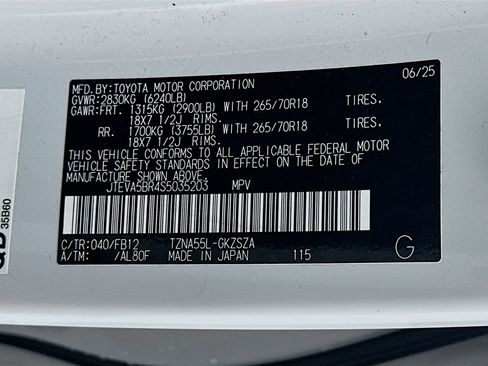 MFD.BY:TOYOTA MOTOR CORPORATION 06/25
GVWR:2830KG (6240LB)
GAWR:FRT. 1315KG (2900LB) WITH 265/70R18 TIRES.
18X7 1/2J RIMS.
RR. 1700KG (3755LB) WITH 265/70R18 TIRES.
18X7 1/2J RIMS.
THIS VEHICLE CONFORMS TO ALL APPLICABLE FEDERAL MOTOR
VEHICLE SAFETY STANDARDS IN EFFECT ON THE DATE OF
MANUFACTURE SHOWN ABOVE.
JTEVA5BR4S5035203 MPV
C/TR:040/FB12 TZNA55L-GKZSZA
A/TM: /AL80F MADE IN JAPAN 115
G
35B60